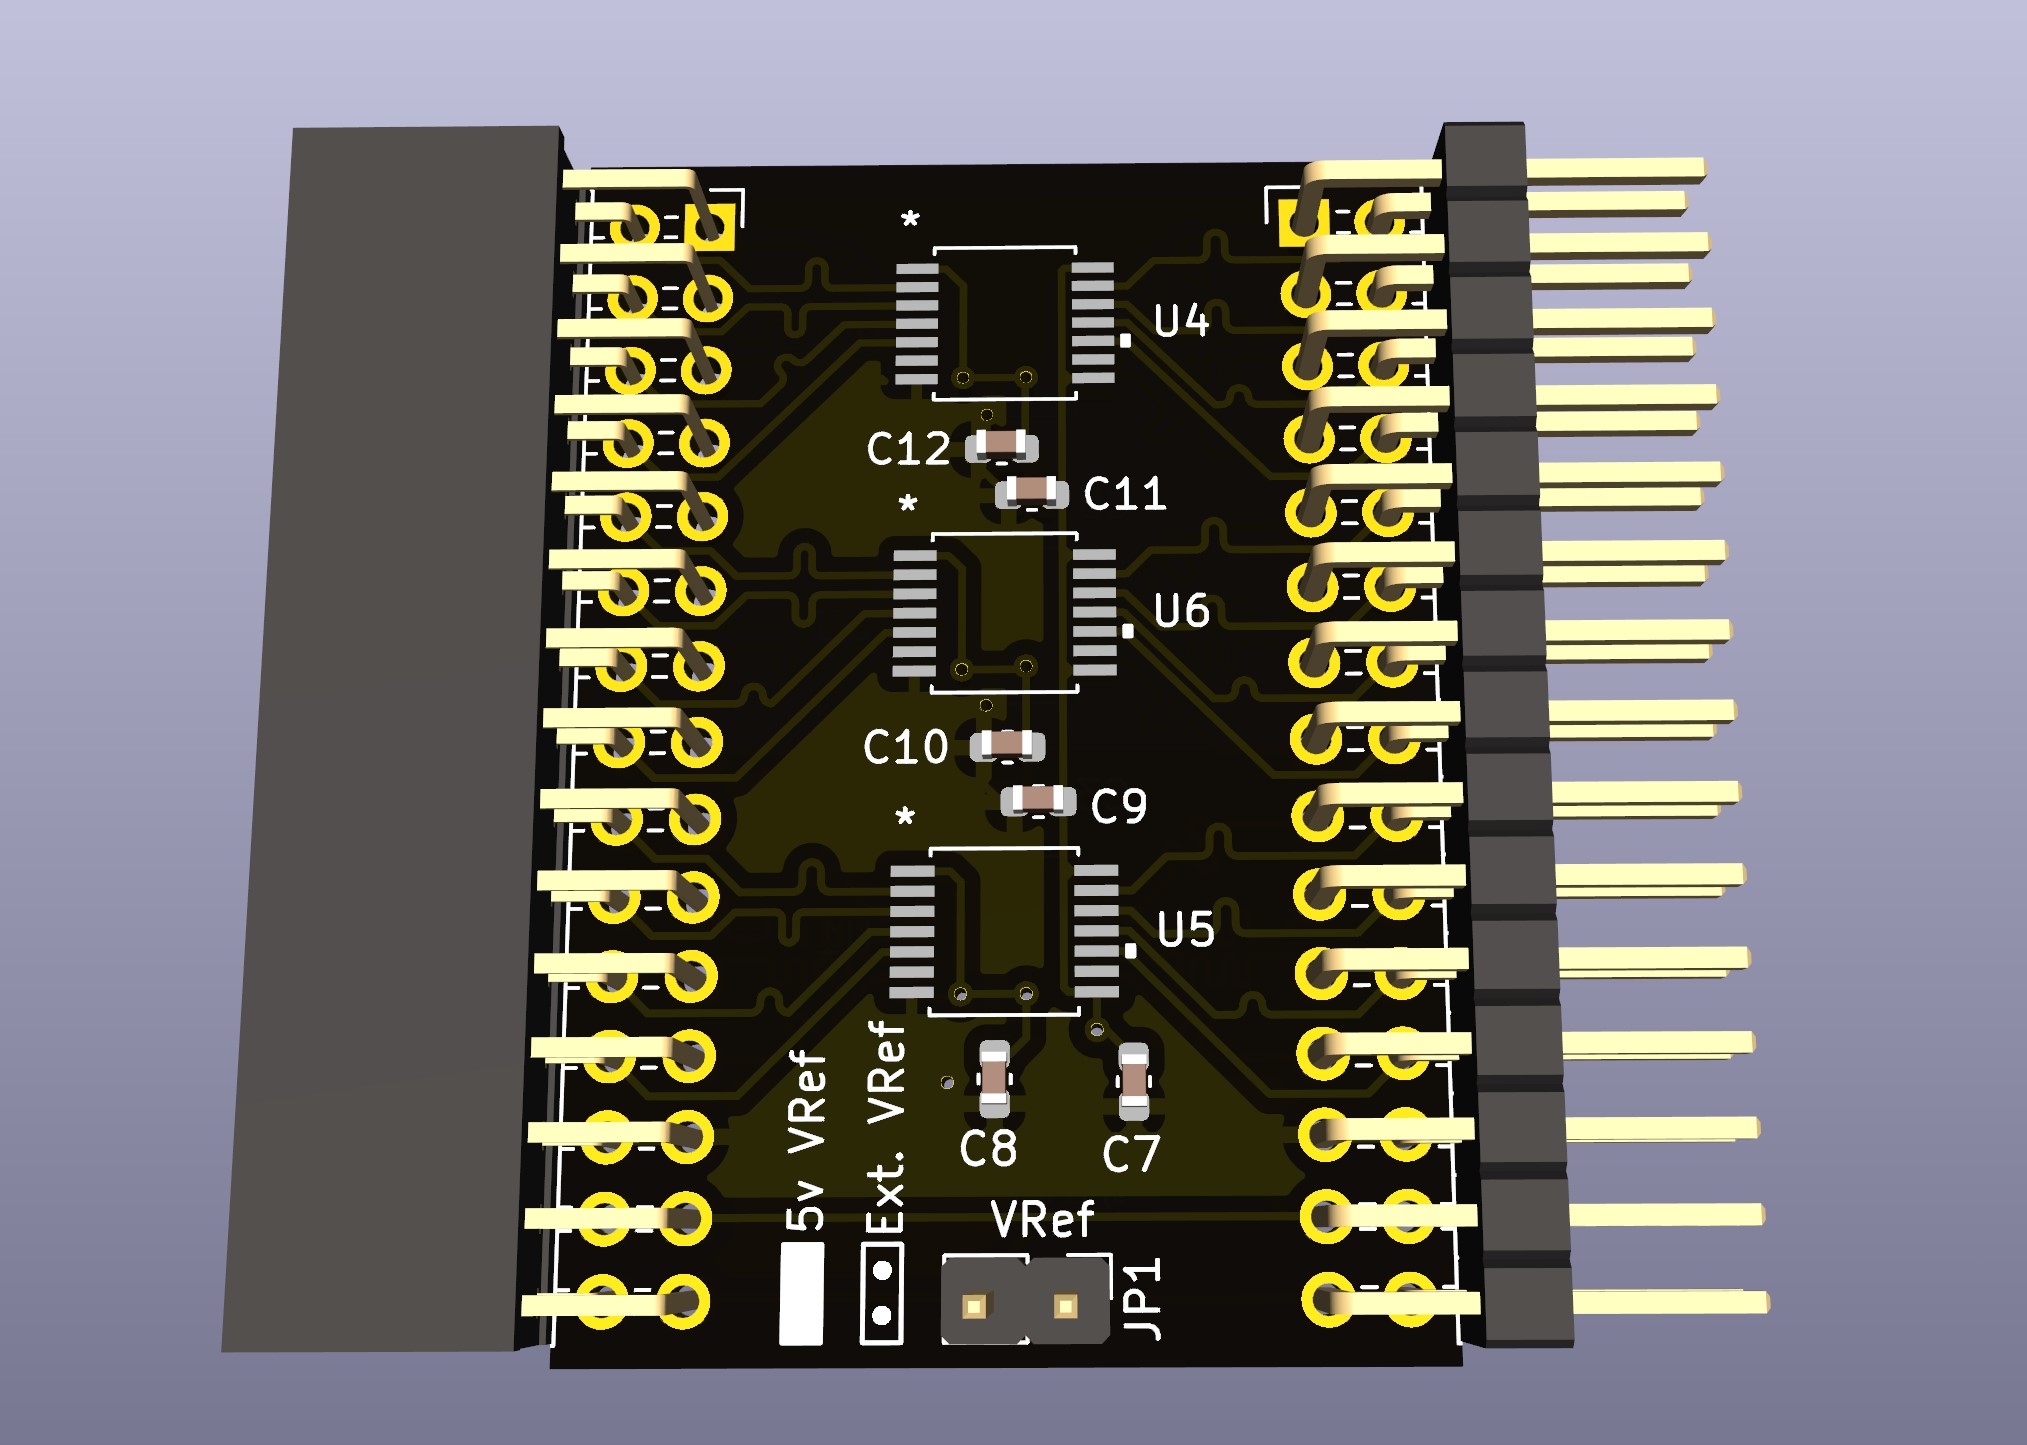 *
U4
C12
C11
*
U6
C10
C9
*
U5
5v VRef
Ext. VRef
C8
C7
VRef
JP1